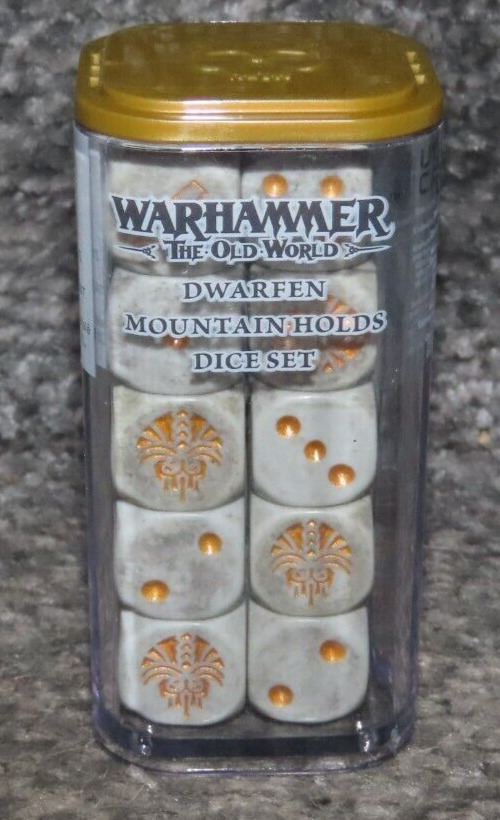 WARHAMMER
THE·OLD·WORLD
DWARFEN
MOUNTAIN HOLDS
DICE SET